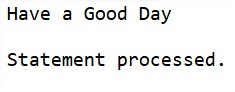 Have a Good Day
Statement processed.